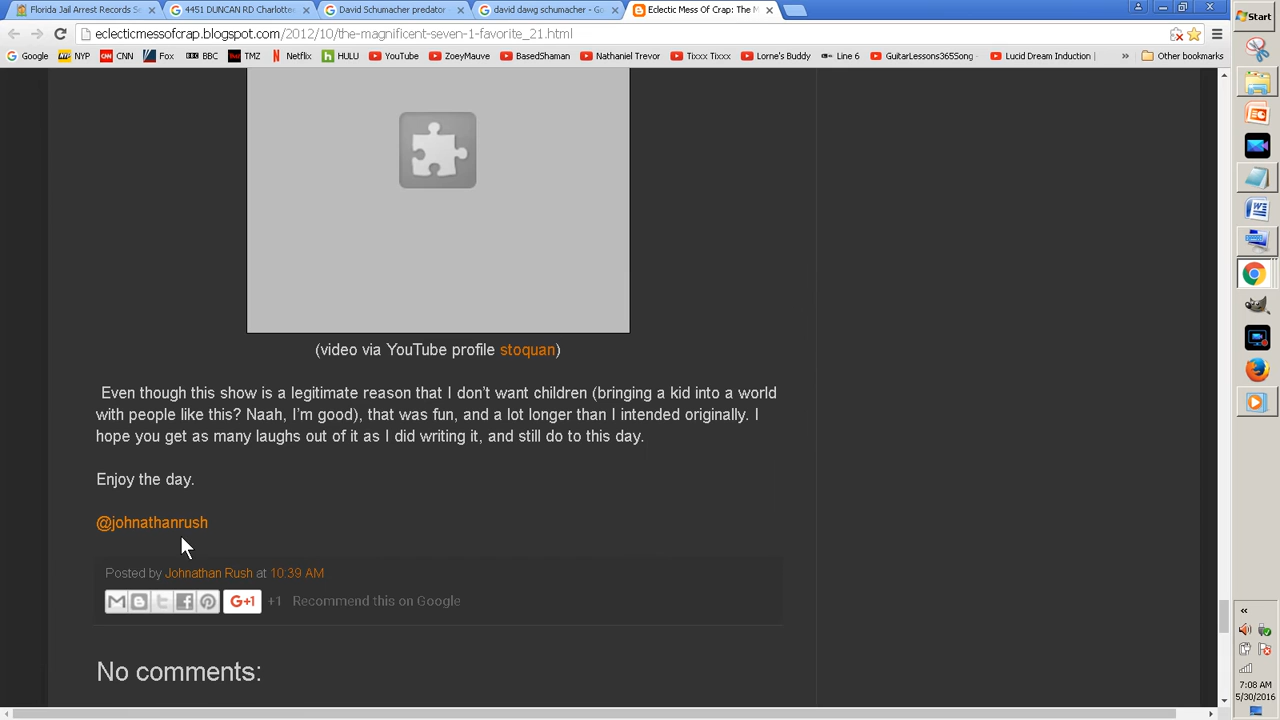 Florida Jail Arrest Records Se
4451 DUNCAN RD Charlotte
David Schumacher predator
david dawg schumacher - Go
Eclectic Mess Of Crap: The M
Start
eclecticmessofcrap.blogspot.com/2012/10/the-magnificent-seven-1-favorite_21.html
Google NYP CNN Fox BBC TMZ Netflix HULU YouTube ZoeyMauve BasedShaman Nathaniel Trevor Tixxx Tixxx Lorne's Buddy Line 6 GuitarLessons365Song Lucid Dream Induction | » Other bookmarks
(video via YouTube profile stoquan)
Even though this show is a legitimate reason that I don't want children (bringing a kid into a world
with people like this? Naah, I'm good), that was fun, and a lot longer than I intended originally. I
hope you get as many laughs out of it as I did writing it, and still do to this day.
Enjoy the day.
@johnathanrush
Posted by Johnathan Rush at 10:39 AM
G+1 +1 Recommend this on Google
No comments:
7:08 AM
5/30/2016